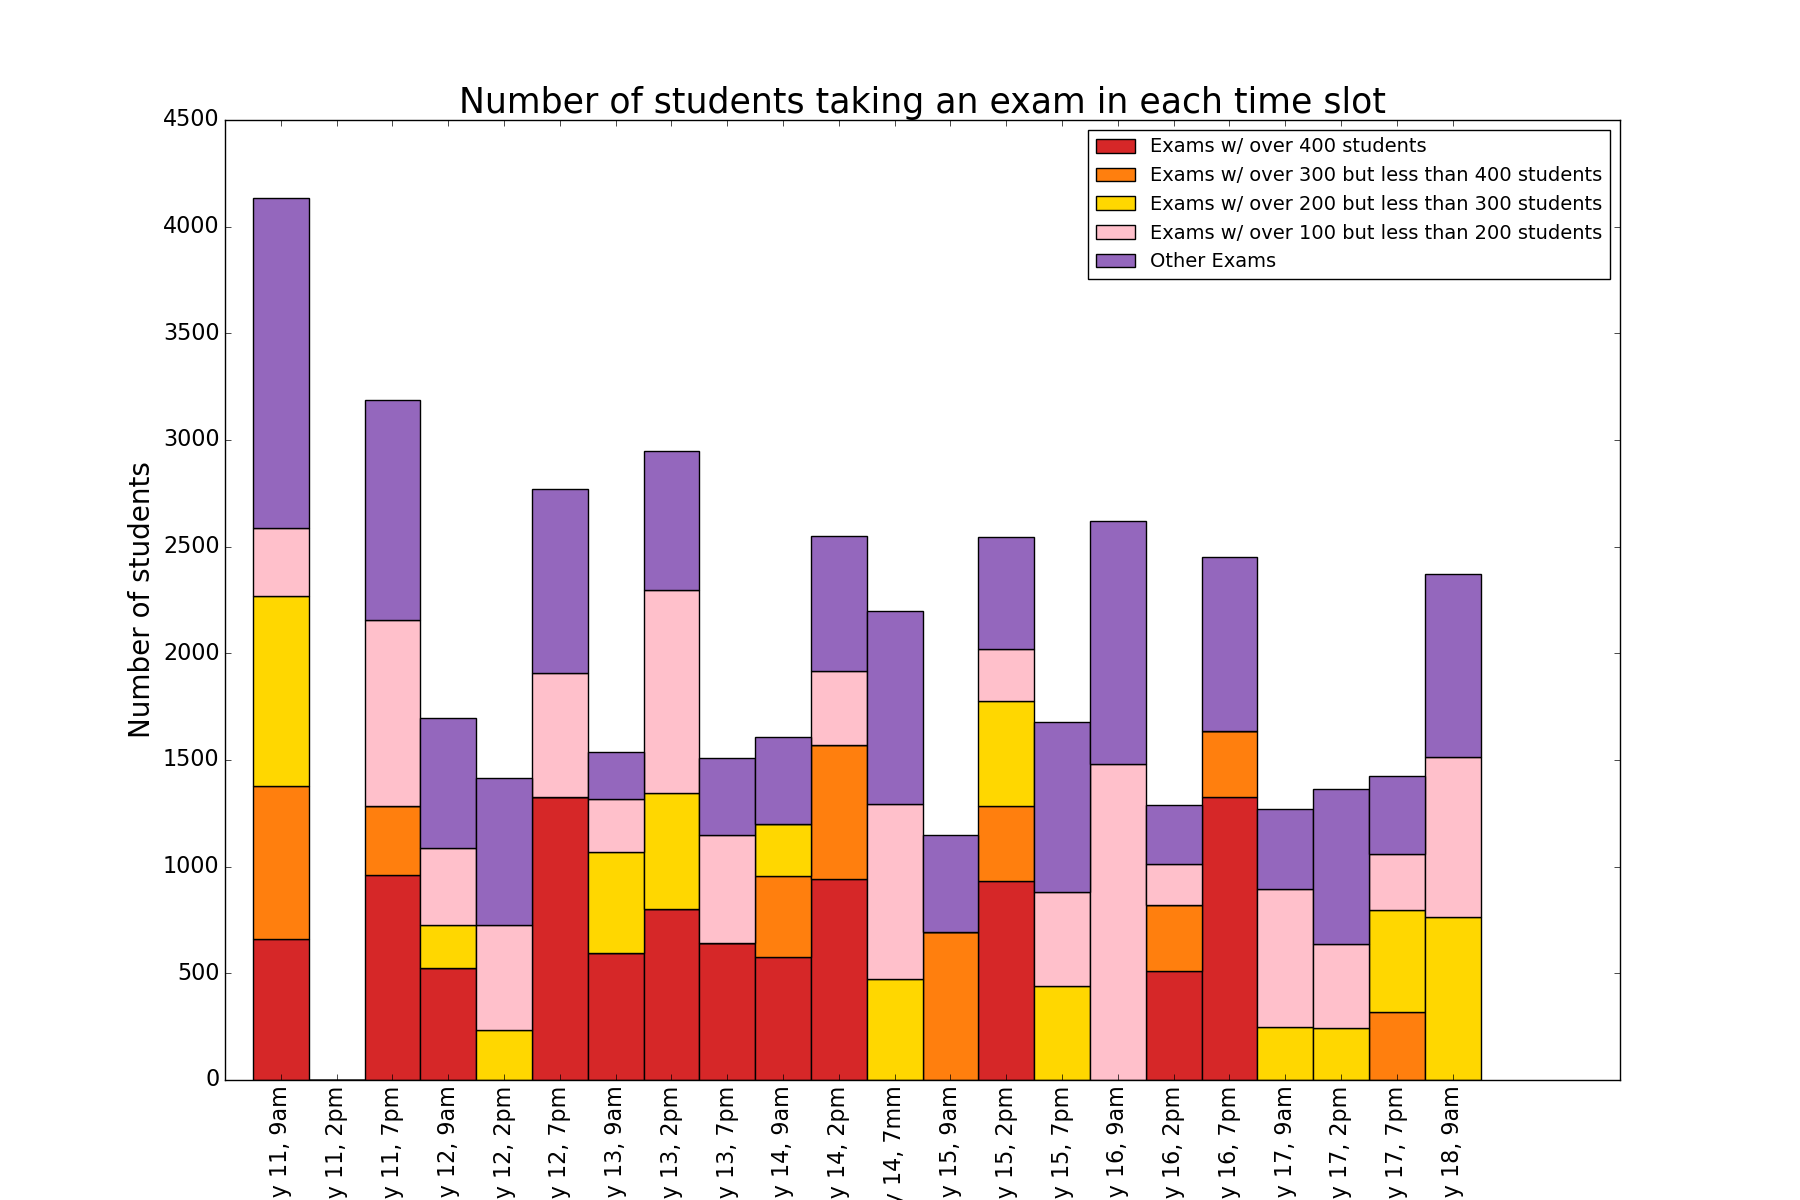 Number of students taking an exam in each time slot
4500
4000
3500
3000
2500
2000
1500
1000
500
0
Number of students
Exams w/ over 400 students
Exams w/ over 300 but less than 400 students
Exams w/ over 200 but less than 300 students
Exams w/ over 100 but less than 200 students
Other Exams
y 11, 9am
y 11, 2pm
y 11, 7pm
y 12, 9am
y 12, 2pm
y 12, 7pm
y 13, 9am
y 13, 2pm
y 13, 7pm
y 14, 9am
y 14, 2pm
y 14, 7mm
y 15, 9am
y 15, 2pm
y 15, 7pm
y 16, 9am
y 16, 2pm
y 16, 7pm
y 17, 9am
y 17, 2pm
y 17, 7pm
y 18, 9am